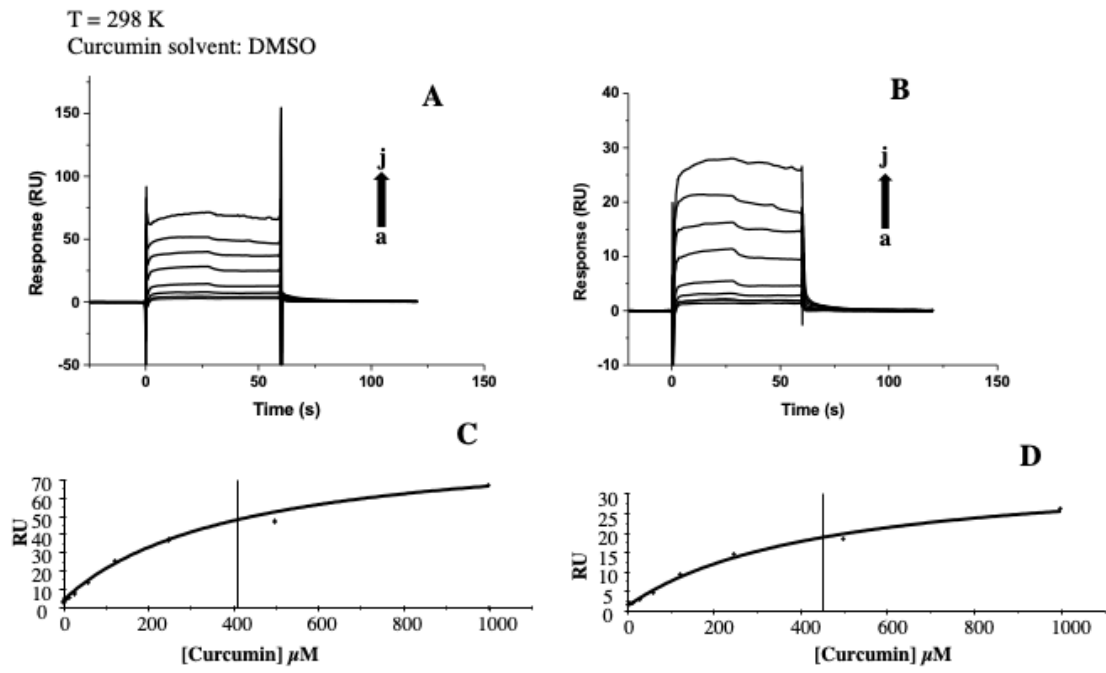 T = 298 K
Curcumin solvent: DMSO
A
150
100
50
0
-50
Response (RU)
j
a
0
50
100
150
Time (s)
B
40
30
20
10
0
-10
Response (RU)
j
a
0
50
100
150
Time (s)
C
70
60
50
40
30
20
10
0
RU
0
200
400
600
800
1000
[Curcumin] µM
D
30
25
20
15
10
5
0
RU
0
200
400
600
800
1000
[Curcumin] µM